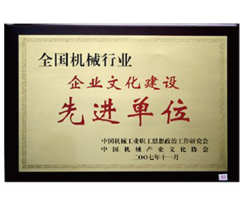 全国机械行业
企业文化建设
先进单位
中国机械工业职工思想政治工作研究会
中国机械产业文化协会
二〇〇七年十一月